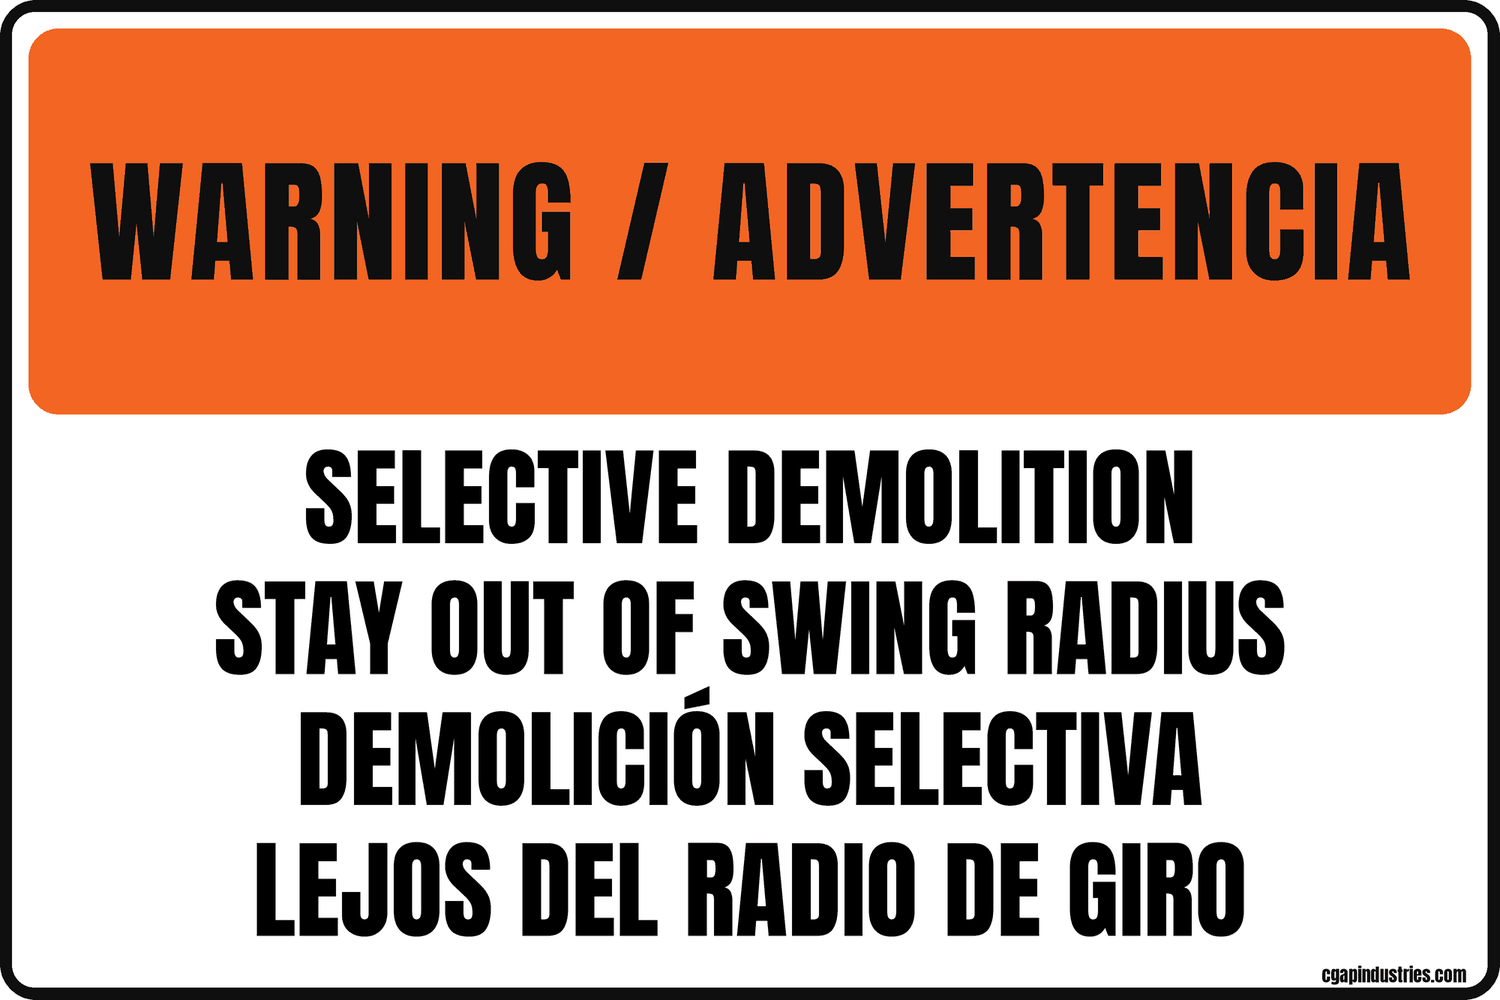 WARNING / ADVERTENCIA
SELECTIVE DEMOLITION
STAY OUT OF SWING RADIUS
DEMOLICIÓN SELECTIVA
LEJOS DEL RADIO DE GIRO
cgapindustries.com